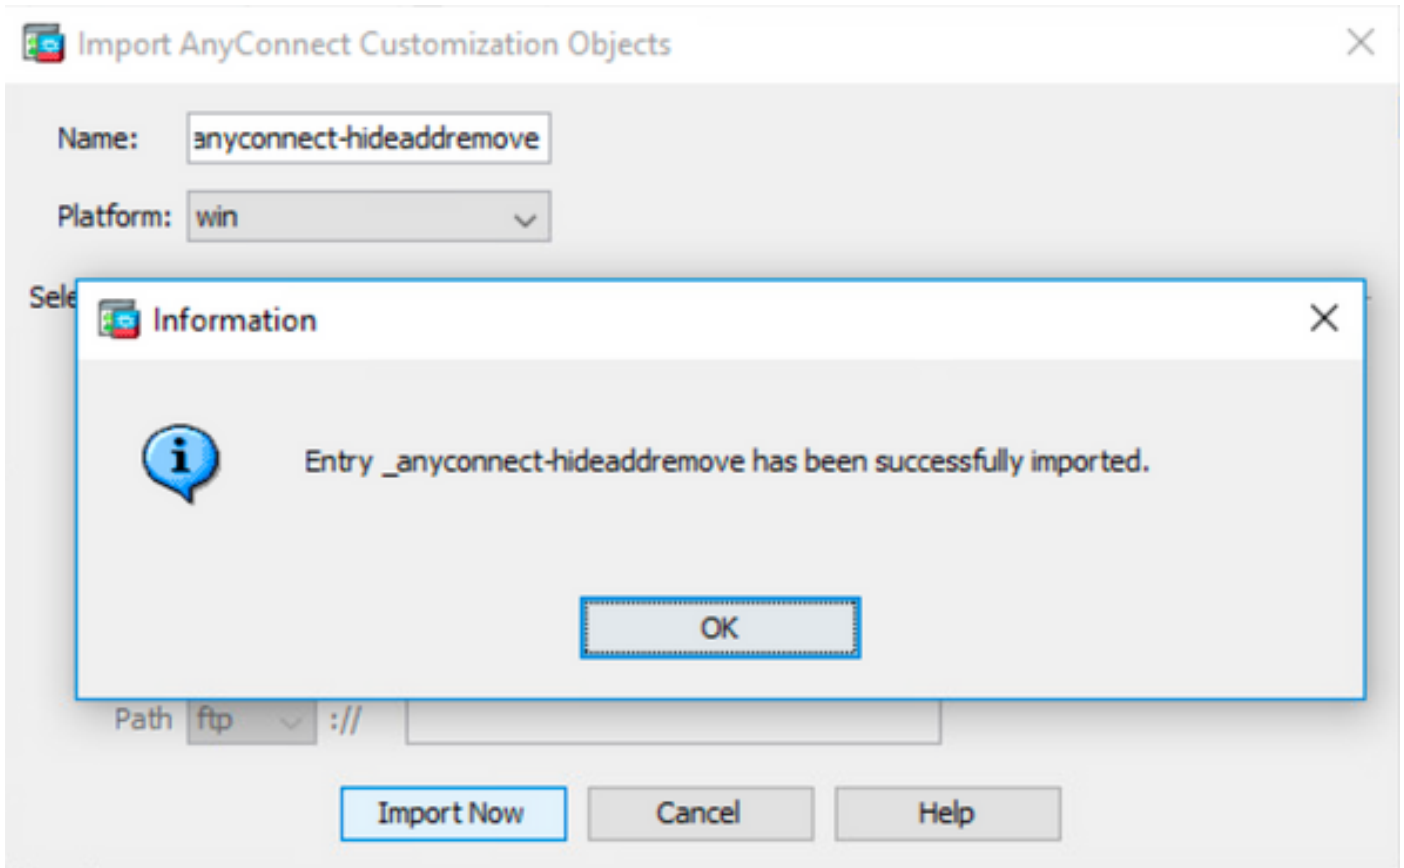 Import AnyConnect Customization Objects
Name: anyconnect-hideaddremove
Platform: win
Sele
Information
Entry _anyconnect-hideaddremove has been successfully imported.
OK
Path ftp ://
Import Now Cancel Help